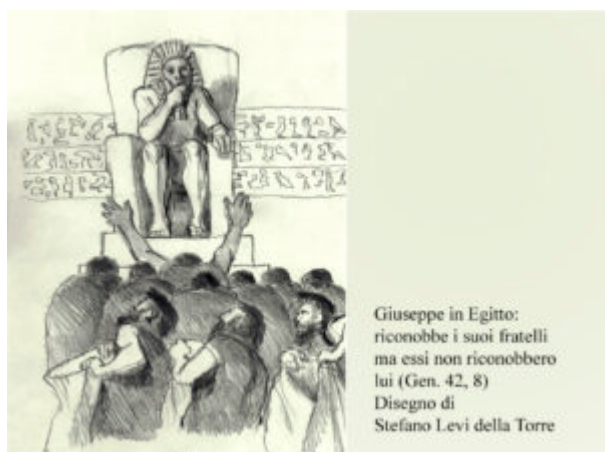 Giuseppe in Egitto:
riconobbe i suoi fratelli
ma essi non riconobbero
lui (Gen. 42, 8)
Disegno di
Stefano Levi della Torre